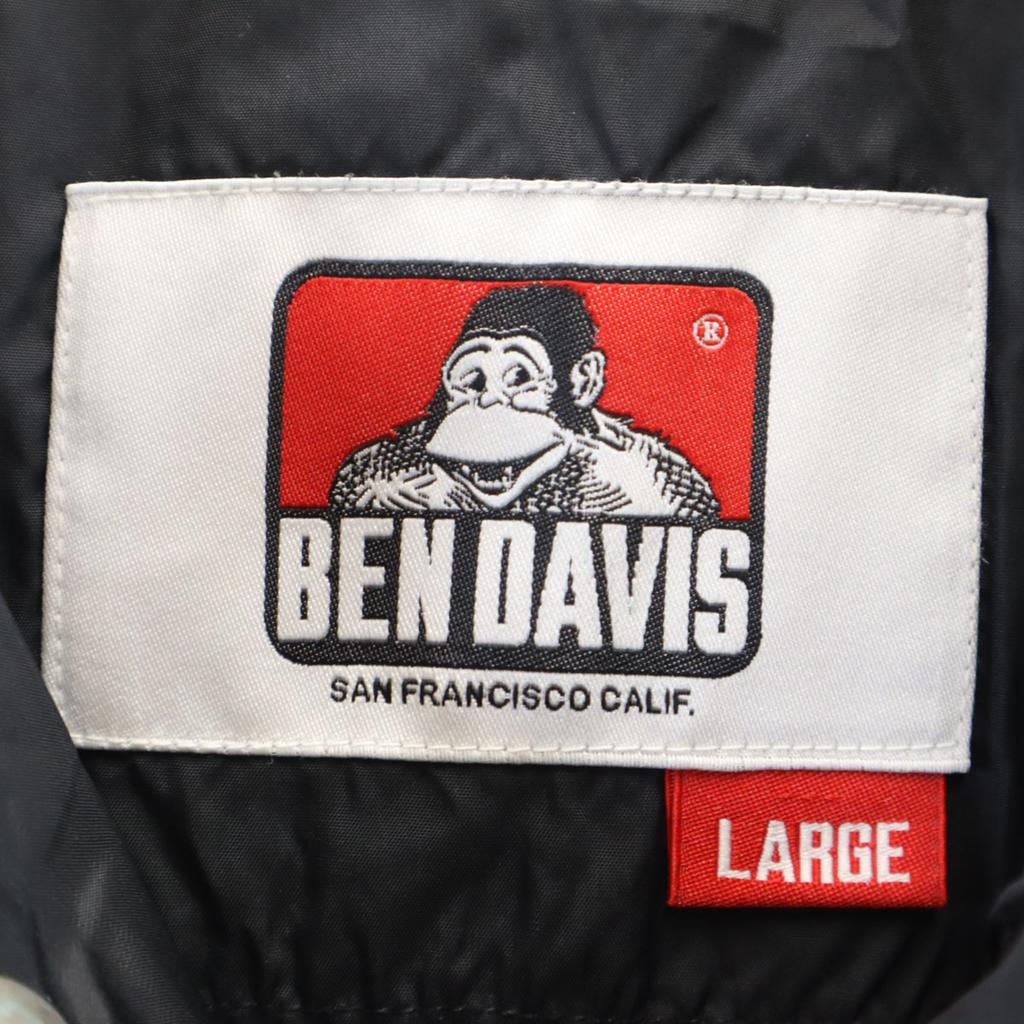 ®
BEN DAVIS
SAN FRANCISCO CALIF.
LARGE